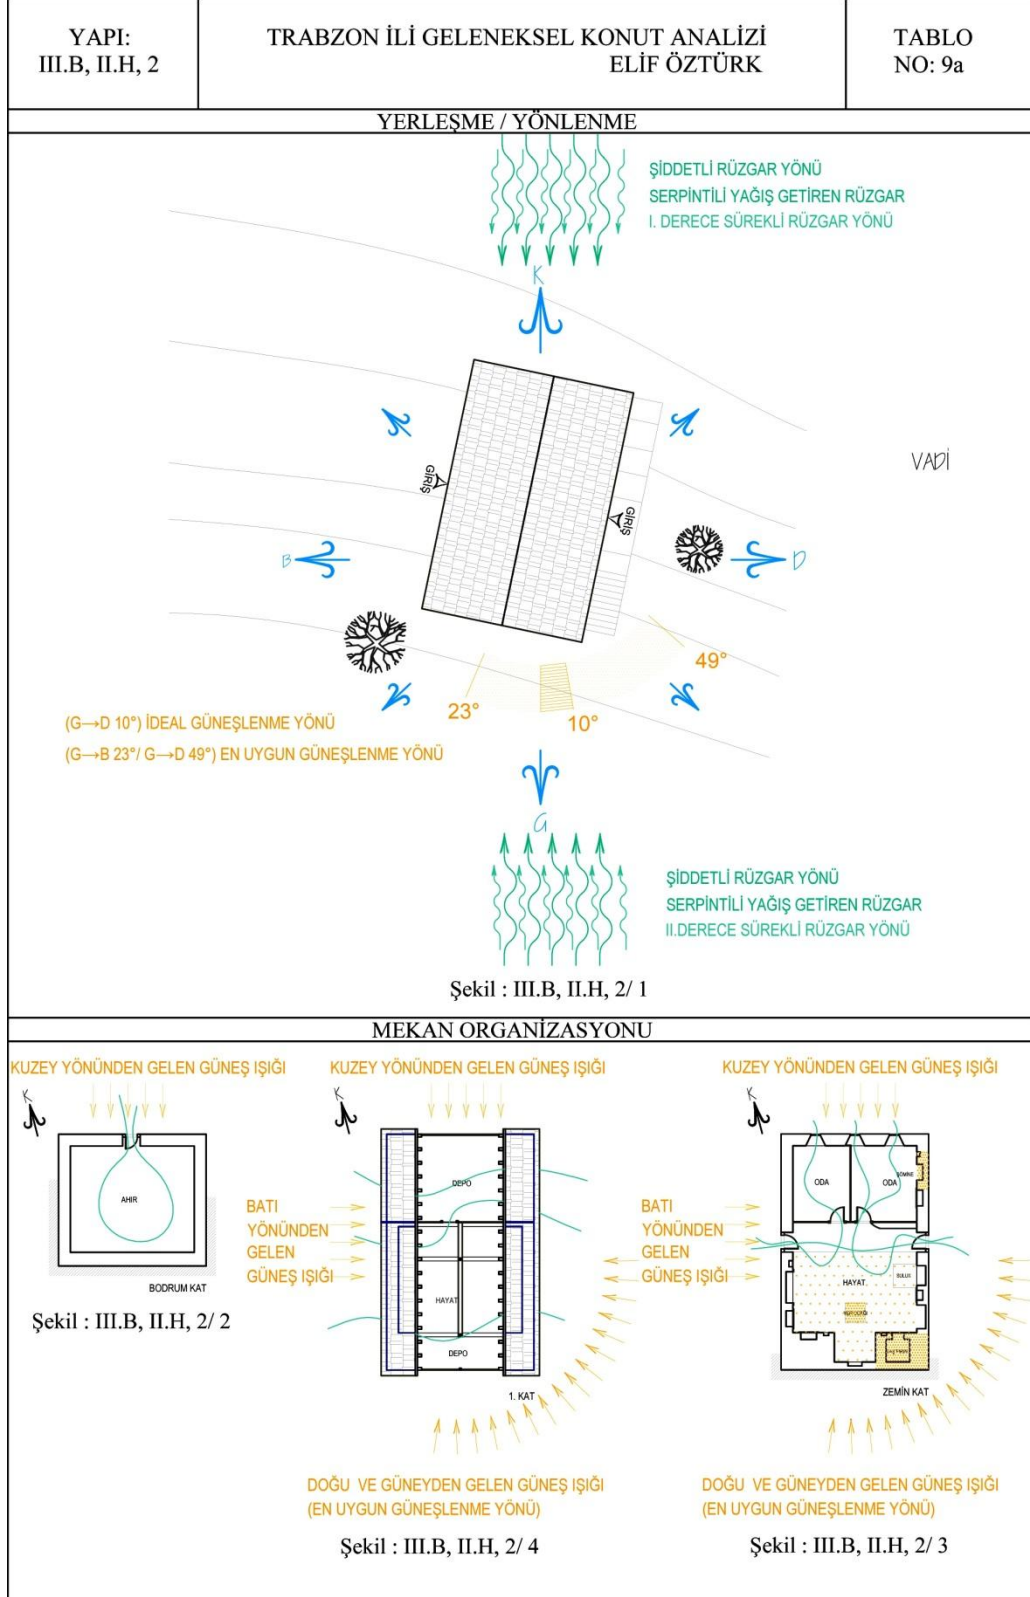 YAPI:
III.B, II.H, 2
TRABZON İLİ GELENEKSEL KONUT ANALİZİ
ELİF ÖZTÜRK
TABLO
NO: 9a
YERLEŞME / YÖNLENME
ŞİDDETLİ RÜZGAR YÖNÜ
SERPİNTİLİ YAĞIŞ GETİREN RÜZGAR
I. DERECE SÜREKLİ RÜZGAR YÖNÜ
K
VADİ
GİRİŞ
GİRİŞ
B
D
49°
23°
10°
(G→D 10°) İDEAL GÜNEŞLENME YÖNÜ
(G→B 23°/ G→D 49°) EN UYGUN GÜNEŞLENME YÖNÜ
G
ŞİDDETLİ RÜZGAR YÖNÜ
SERPİNTİLİ YAĞIŞ GETİREN RÜZGAR
II.DERECE SÜREKLİ RÜZGAR YÖNÜ
Şekil : III.B, II.H, 2/ 1
MEKAN ORGANİZASYONU
KUZEY YÖNÜNDEN GELEN GÜNEŞ IŞIĞI
K
AHIR
BODRUM KAT
Şekil : III.B, II.H, 2/ 2
KUZEY YÖNÜNDEN GELEN GÜNEŞ IŞIĞI
K
DEPO
BATI
YÖNÜNDEN
GELEN
GÜNEŞ IŞIĞI
HAYAT
DEPO
1. KAT
DOĞU VE GÜNEYDEN GELEN GÜNEŞ IŞIĞI
(EN UYGUN GÜNEŞLENME YÖNÜ)
Şekil : III.B, II.H, 2/ 4
KUZEY YÖNÜNDEN GELEN GÜNEŞ IŞIĞI
K
ODA
ODA
ŞÖMİNE
BATI
YÖNÜNDEN
GELEN
GÜNEŞ IŞIĞI
HAYAT
ZEMİN KAT
DOĞU VE GÜNEYDEN GELEN GÜNEŞ IŞIĞI
(EN UYGUN GÜNEŞLENME YÖNÜ)
Şekil : III.B, II.H, 2/ 3